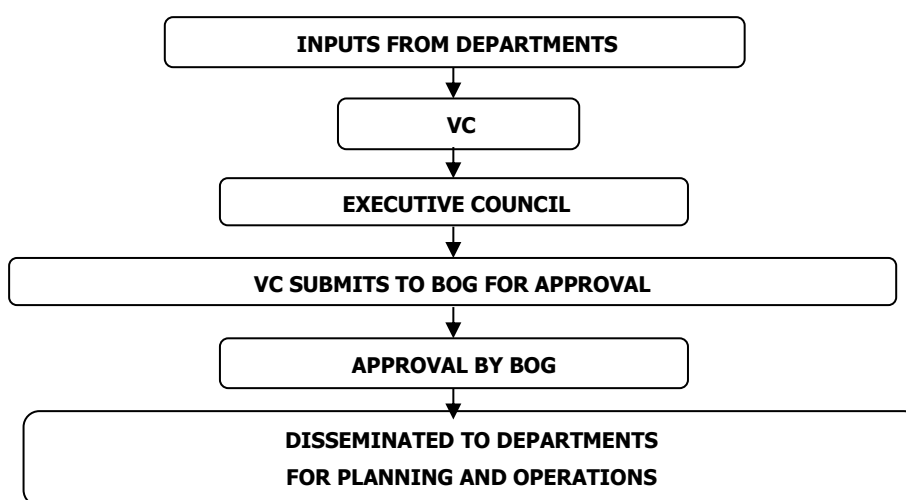 INPUTS FROM DEPARTMENTS
VC
EXECUTIVE COUNCIL
VC SUBMITS TO BOG FOR APPROVAL
APPROVAL BY BOG
DISSEMINATED TO DEPARTMENTS
FOR PLANNING AND OPERATIONS